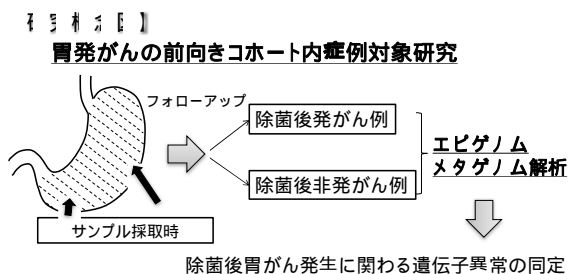 胃発がんの前向きコホート内症例対象研究
フォローアップ
除菌後発がん例
除菌後非発がん例
エピゲノム
メタゲノム解析
サンプル採取時
除菌後胃がん発生に関わる遺伝子異常の同定